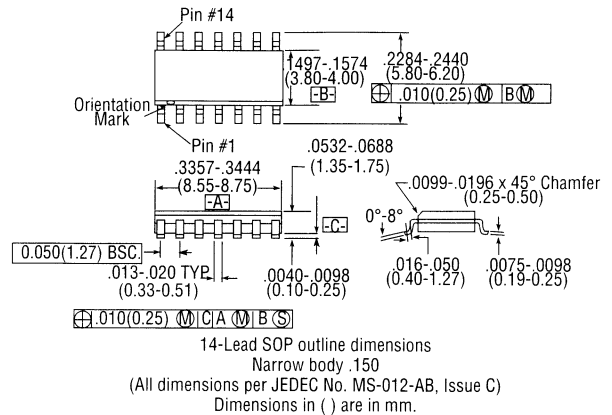 Pin #14
.1497-.1574
(3.80-4.00)
-B-
.2284-.2440
(5.80-6.20)
⌖ .010(0.25) Ⓜ B Ⓜ
Orientation
Mark
Pin #1
.3357-.3444
(8.55-8.75)
-A-
.0532-.0688
(1.35-1.75)
-C-
.0099-.0196 x 45° Chamfer
(0.25-0.50)
0°-8°
0.050(1.27) BSC.
.013-.020 TYP
(0.33-0.51)
.0040-.0098
(0.10-0.25)
.016-.050
(0.40-1.27)
.0075-.0098
(0.19-0.25)
⌖ .010(0.25) Ⓜ C A Ⓜ B Ⓢ
14-Lead SOP outline dimensions
Narrow body .150
(All dimensions per JEDEC No. MS-012-AB, Issue C)
Dimensions in ( ) are in mm.